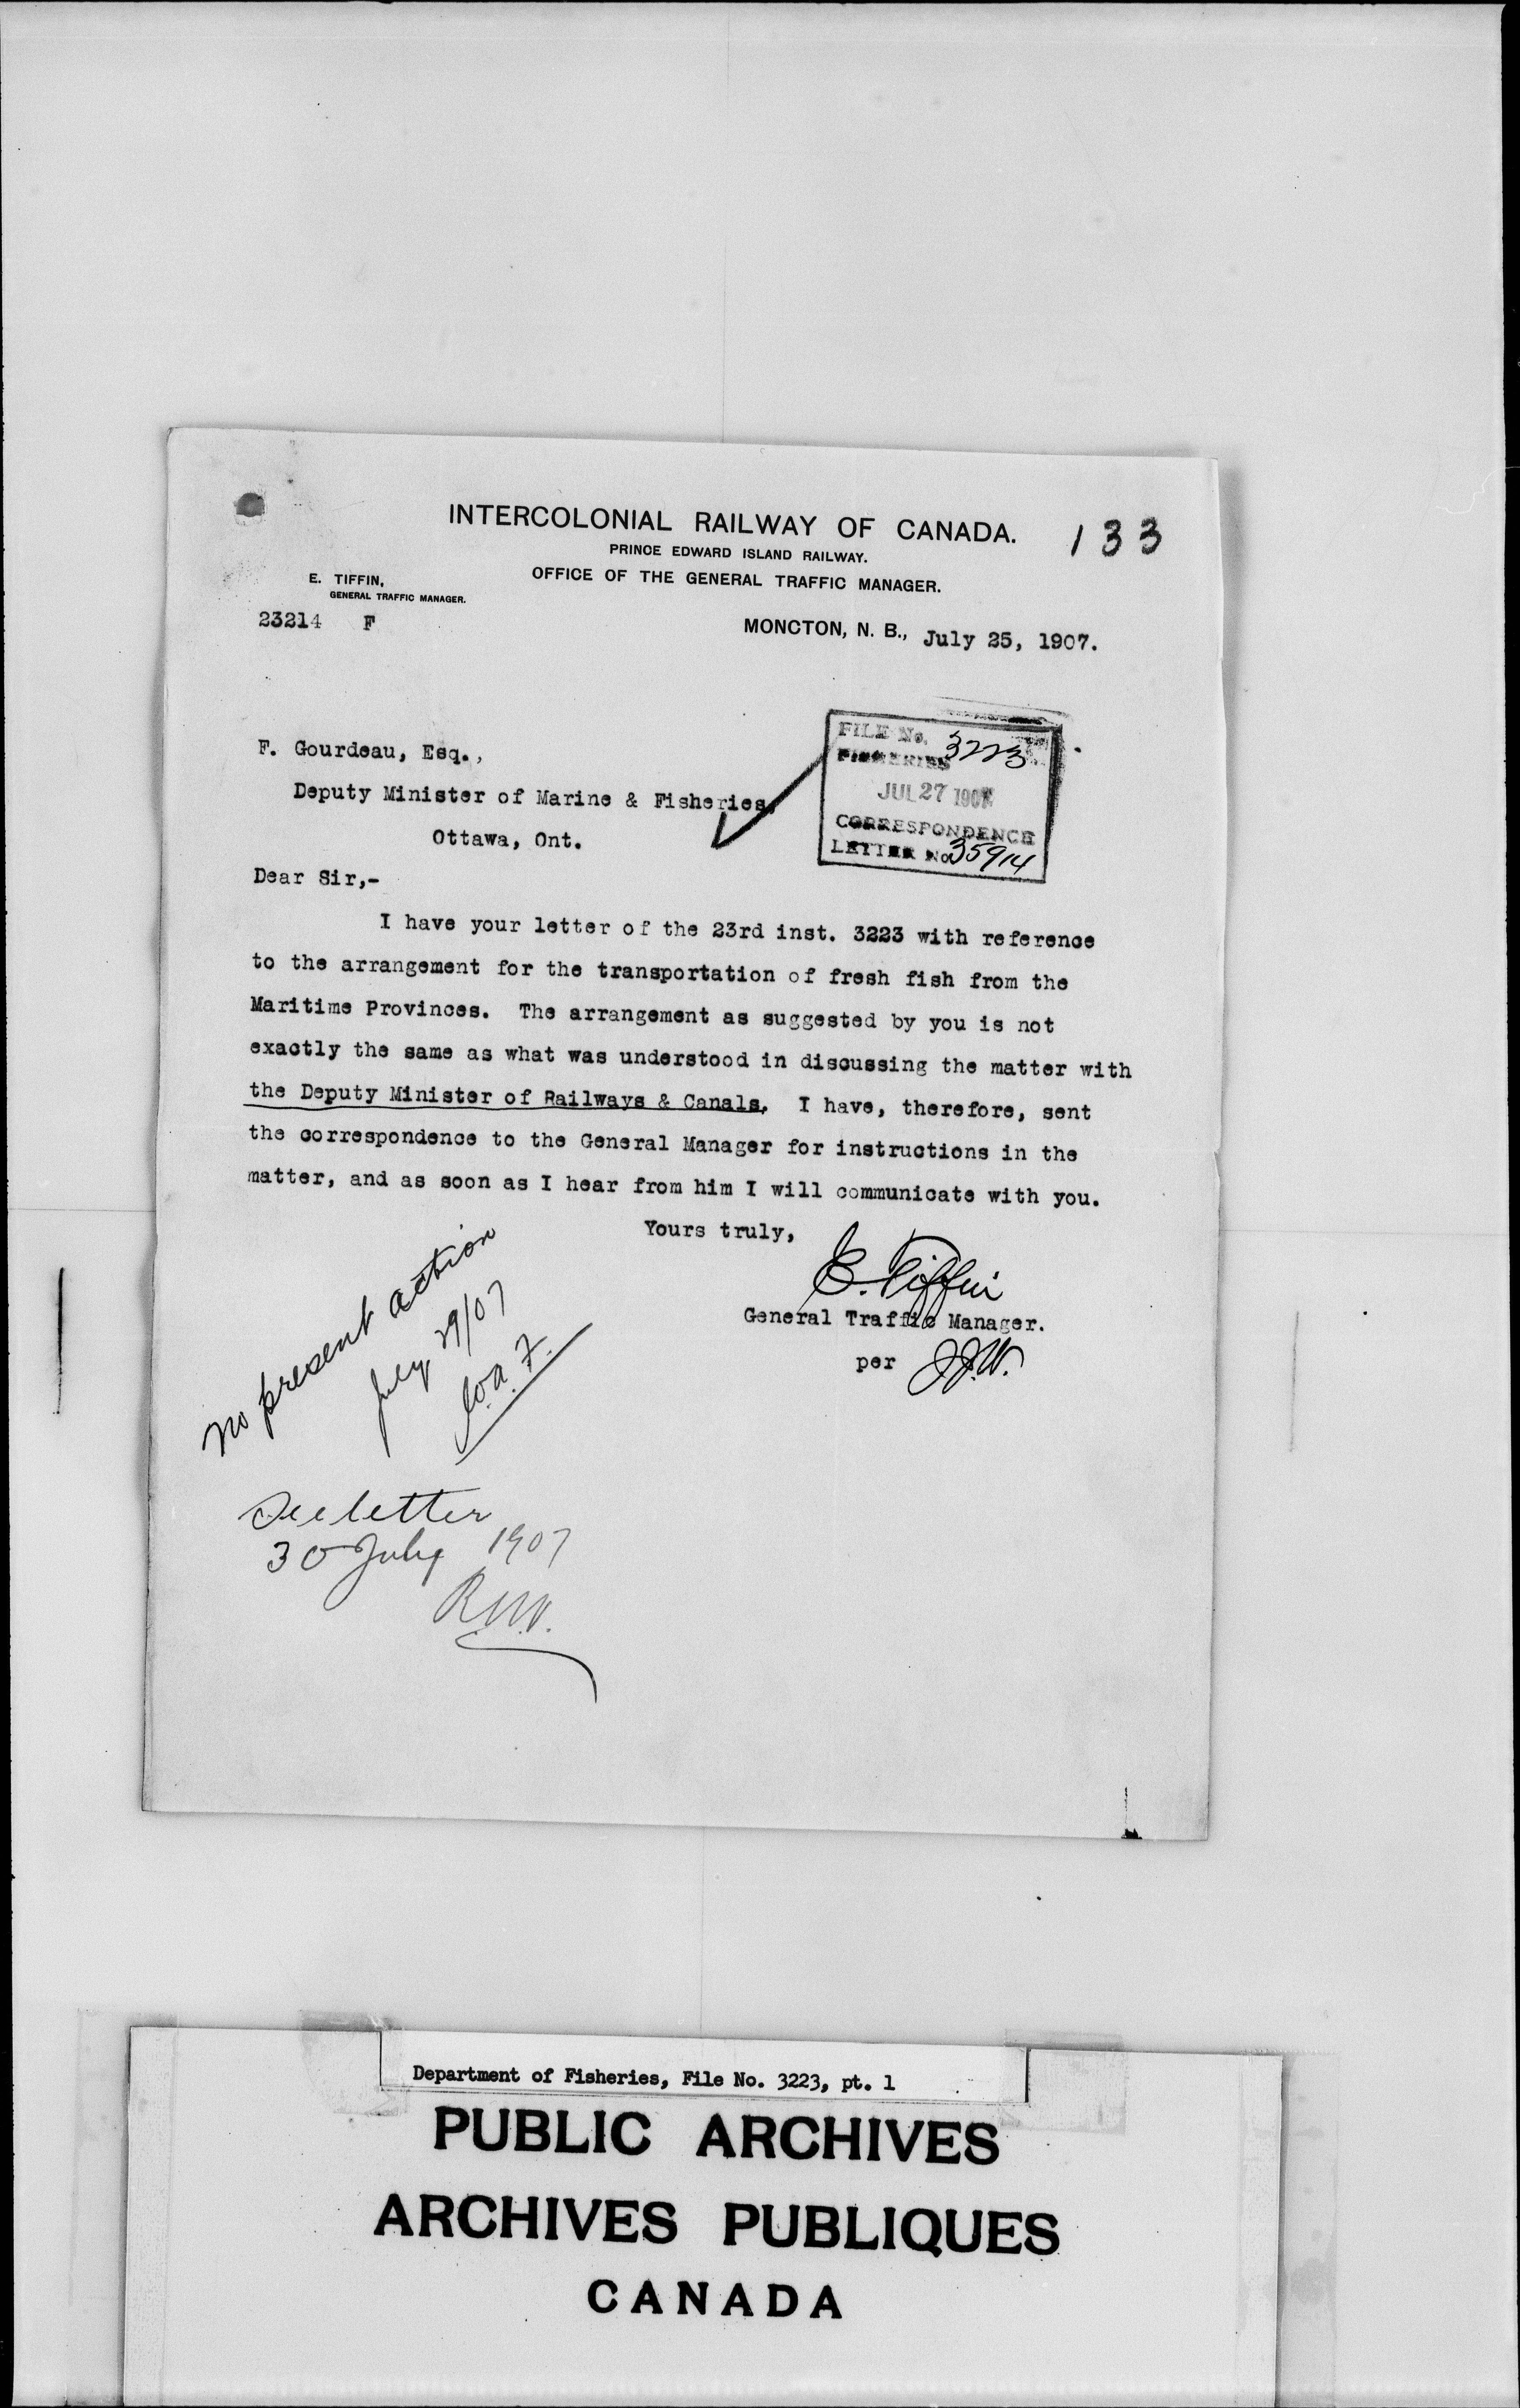 INTERCOLONIAL RAILWAY OF CANADA.
133
PRINCE EDWARD ISLAND RAILWAY.
OFFICE OF THE GENERAL TRAFFIC MANAGER.
E. TIFFIN,
GENERAL TRAFFIC MANAGER.
23214 F
MONCTON, N. B., July 25, 1907.
FILE No. 3223
FISHERIES
JUL 27 1907
CORRESPONDENCE
LETTER No 35914
F. Gourdeau, Esq.,
Deputy Minister of Marine & Fisheries,
Ottawa, Ont.
Dear Sir,-
I have your letter of the 23rd inst. 3223 with reference
to the arrangement for the transportation of fresh fish from the
Maritime Provinces. The arrangement as suggested by you is not
exactly the same as what was understood in discussing the matter with
the Deputy Minister of Railways & Canals. I have, therefore, sent
the correspondence to the General Manager for instructions in the
matter, and as soon as I hear from him I will communicate with you.
Yours truly,
E. Tiffin
General Traffic Manager.
per J.J.W.
No present action
July 29/07
See letter
30 July 1907
Department of Fisheries, File No. 3223, pt. 1
PUBLIC ARCHIVES
ARCHIVES PUBLIQUES
CANADA